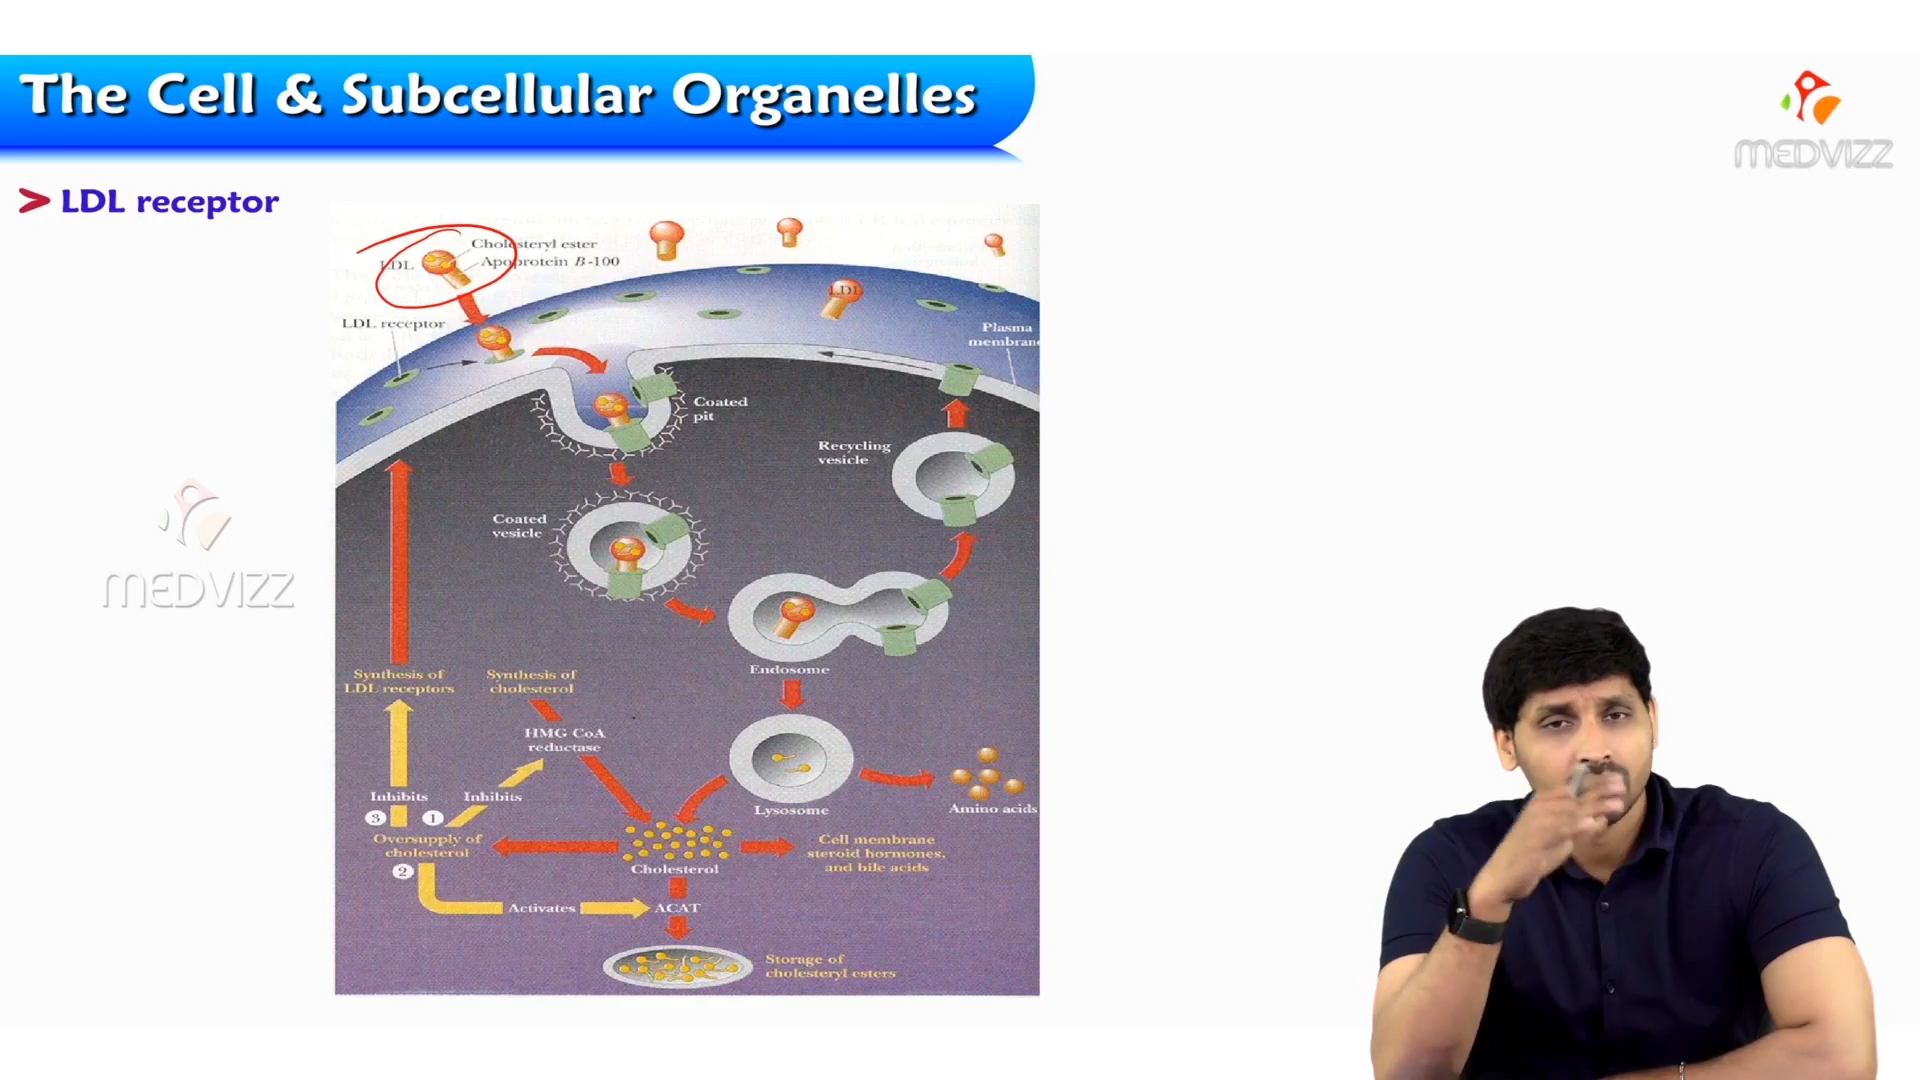 The Cell & Subcellular Organelles
MEDVIZZ
> LDL receptor
Cholesteryl ester
LDL
Apoprotein B-100
LDL
LDL receptor
Plasma
membrane
Coated
pit
Recycling
vesicle
Coated
vesicle
MEDVIZZ
Endosome
Synthesis of
LDL receptors
Synthesis of
cholesterol
HMG CoA
reductase
Inhibits
Inhibits
3
1
Lysosome
Amino acids
Oversupply of
cholesterol
2
Cholesterol
Cell membrane
steroid hormones,
and bile acids
Activates
ACAT
Storage of
cholesteryl esters